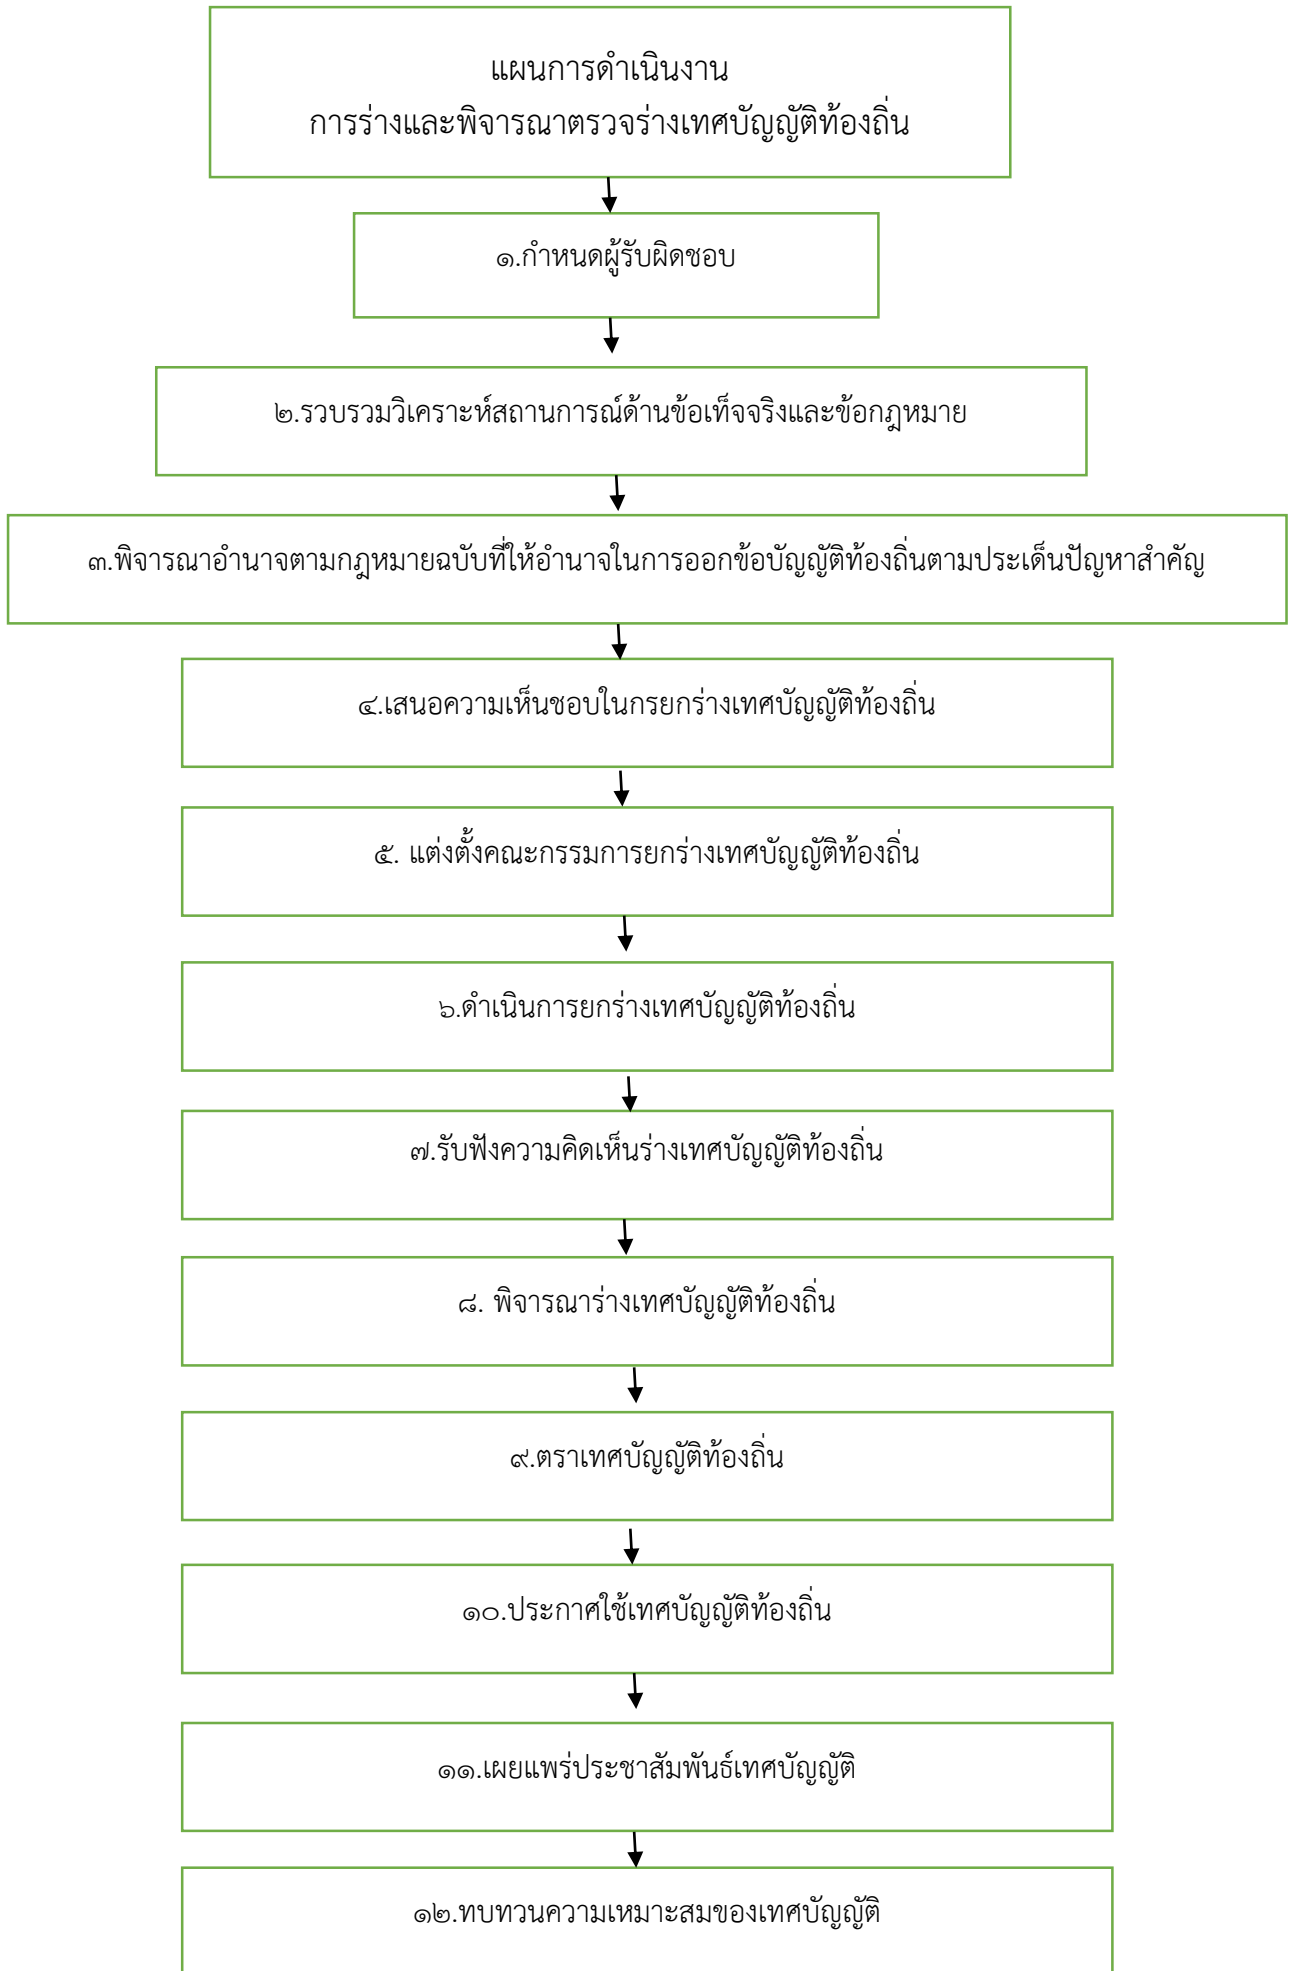 แผนการดำเนินงาน
การร่างและพิจารณาตรวจร่างเทศบัญญัติท้องถิ่น
๑.กำหนดผู้รับผิดชอบ
๒.รวบรวมวิเคราะห์สถานการณ์ด้านข้อเท็จจริงและข้อกฎหมาย
๓.พิจารณาอำนาจตามกฎหมายฉบับที่ให้อำนาจในการออกข้อบัญญัติท้องถิ่นตามประเด็นปัญหาสำคัญ
๔.เสนอความเห็นชอบในกรยกร่างเทศบัญญัติท้องถิ่น
๕. แต่งตั้งคณะกรรมการยกร่างเทศบัญญัติท้องถิ่น
๖.ดำเนินการยกร่างเทศบัญญัติท้องถิ่น
๗.รับฟังความคิดเห็นร่างเทศบัญญัติท้องถิ่น
๘. พิจารณาร่างเทศบัญญัติท้องถิ่น
๙.ตราเทศบัญญัติท้องถิ่น
๑๐.ประกาศใช้เทศบัญญัติท้องถิ่น
๑๑.เผยแพร่ประชาสัมพันธ์เทศบัญญัติ
๑๒.ทบทวนความเหมาะสมของเทศบัญญัติ